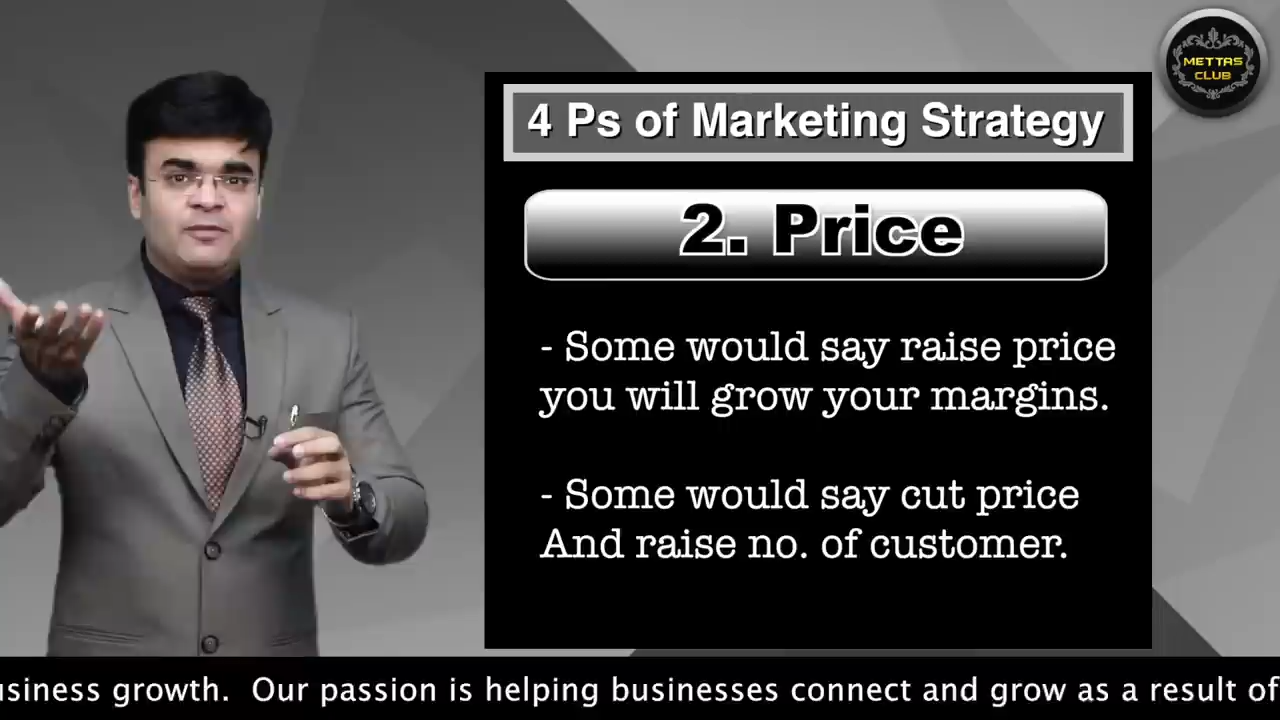 METTAS
CLUB
4 Ps of Marketing Strategy
2. Price
- Some would say raise price
you will grow your margins.
- Some would say cut price
And raise no. of customer.
usiness growth.  Our passion is helping businesses connect and grow as a result of